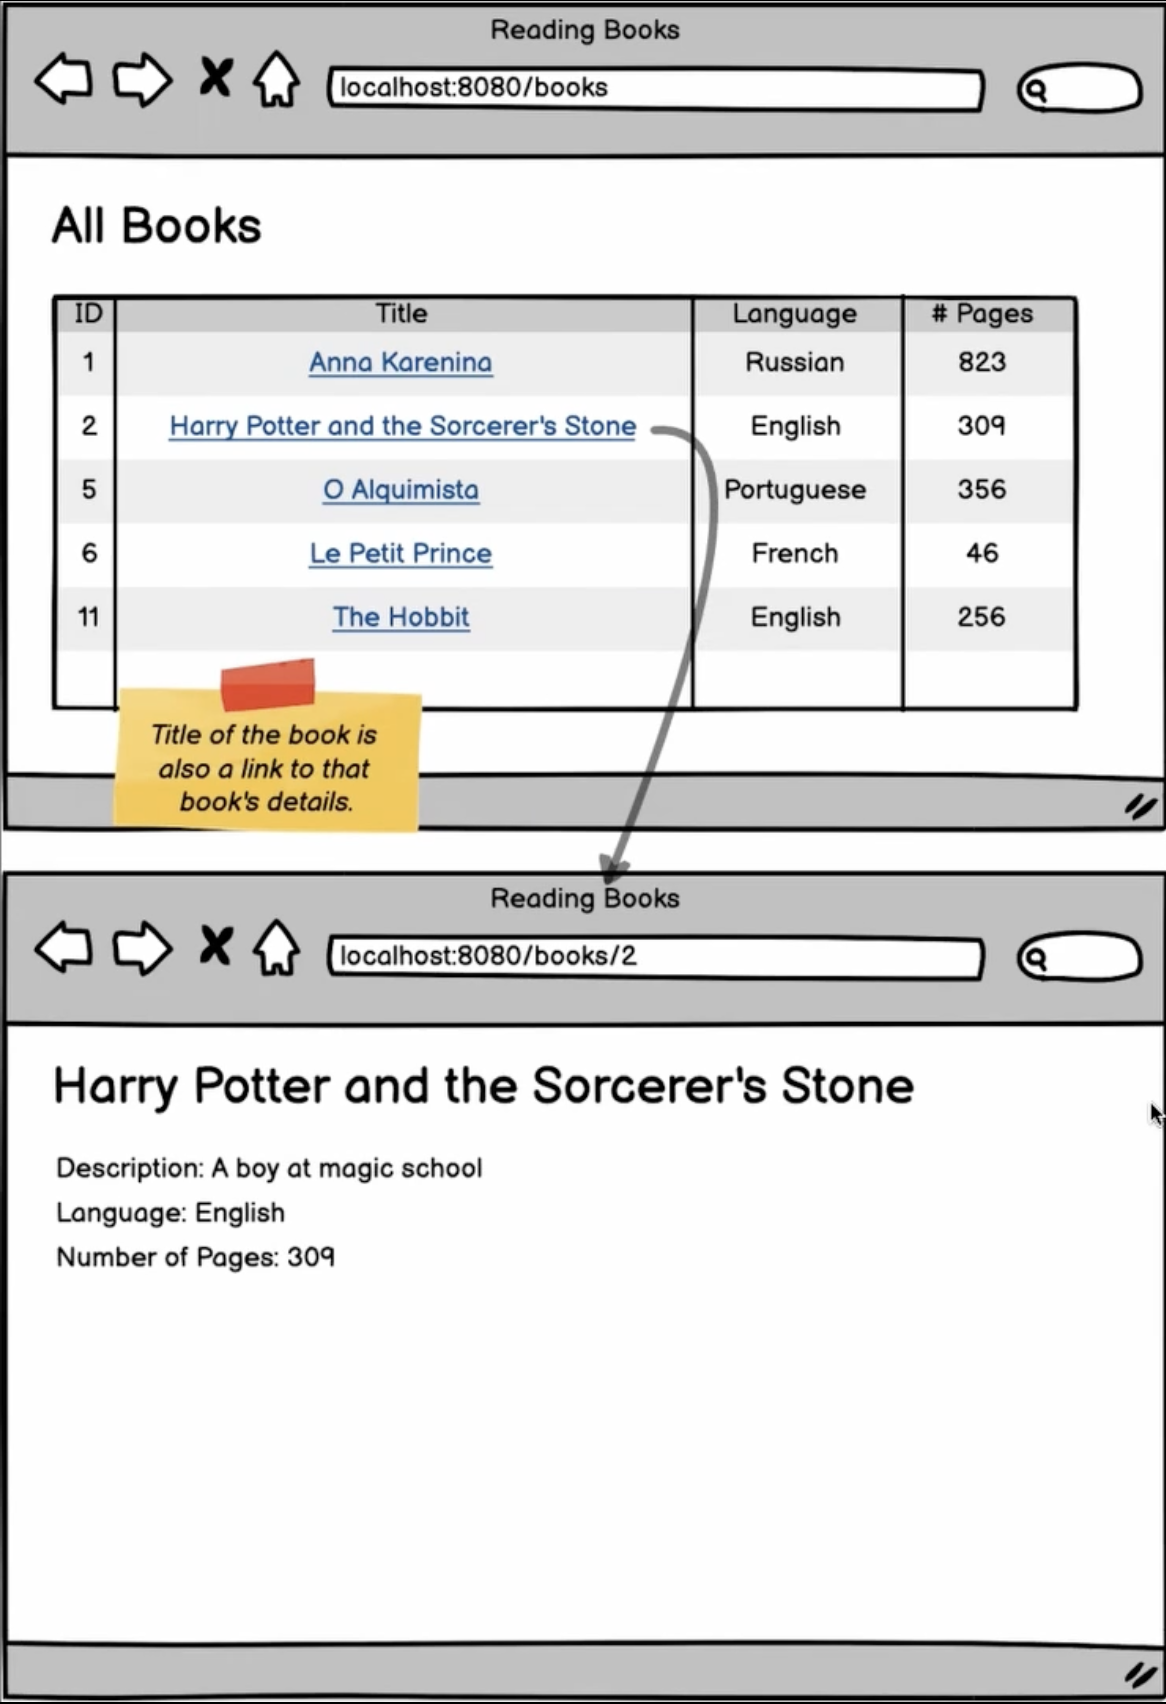 Reading Books
localhost:8080/books
All Books
ID Title Language # Pages
1 Anna Karenina Russian 823
2 Harry Potter and the Sorcerer's Stone English 309
5 O Alquimista Portuguese 356
6 Le Petit Prince French 46
11 The Hobbit English 256
Title of the book is
also a link to that
book's details.
Reading Books
localhost:8080/books/2
Harry Potter and the Sorcerer's Stone
Description: A boy at magic school
Language: English
Number of Pages: 309